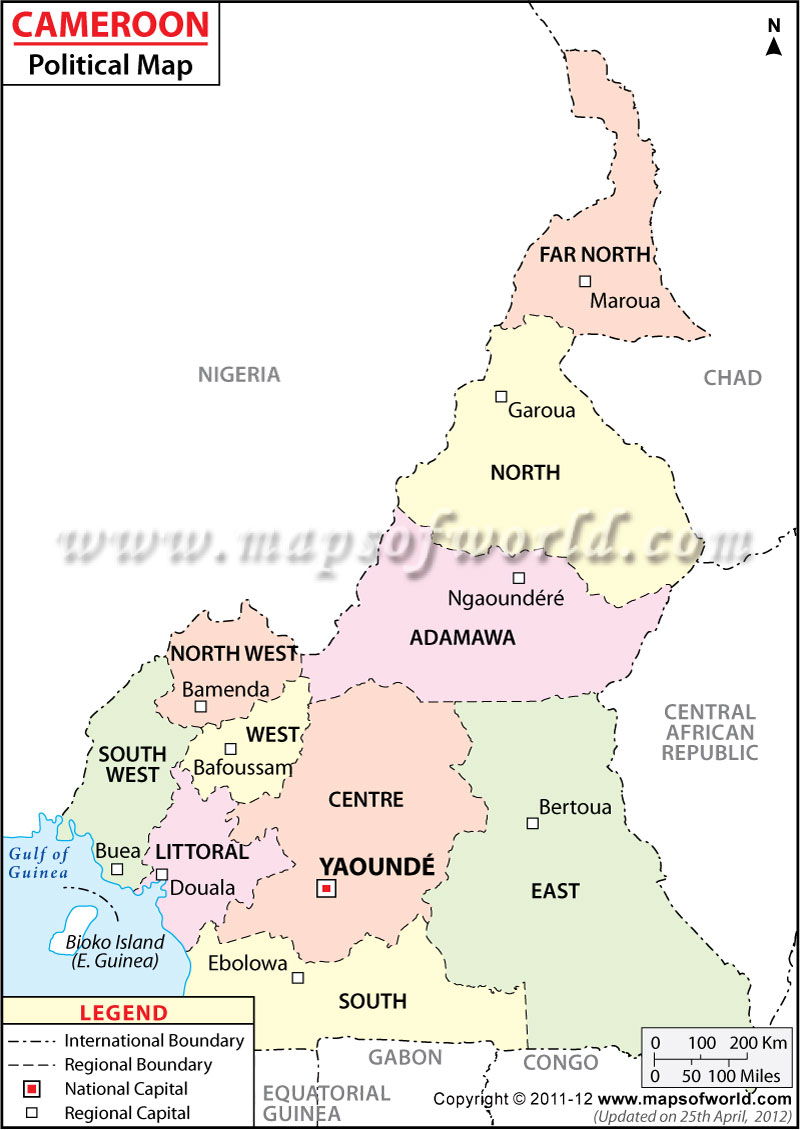 CAMEROON
Political Map
N
FAR NORTH
Maroua
NIGERIA
CHAD
Garoua
NORTH
www.mapsofworld.com
Ngaoundéré
ADAMAWA
NORTH WEST
Bamenda
CENTRAL
AFRICAN
REPUBLIC
WEST
SOUTH
WEST
Bafoussam
CENTRE
Bertoua
Gulf of
Guinea
Buea
LITTORAL
Douala
YAOUNDÉ
EAST
Bioko Island
(E. Guinea)
Ebolowa
SOUTH
LEGEND
International Boundary
Regional Boundary
National Capital
Regional Capital
GABON
CONGO
EQUATORIAL
GUINEA
0 100 200 Km
0 50 100 Miles
Copyright © 2011-12 www.mapsofworld.com
(Updated on 25th April, 2012)